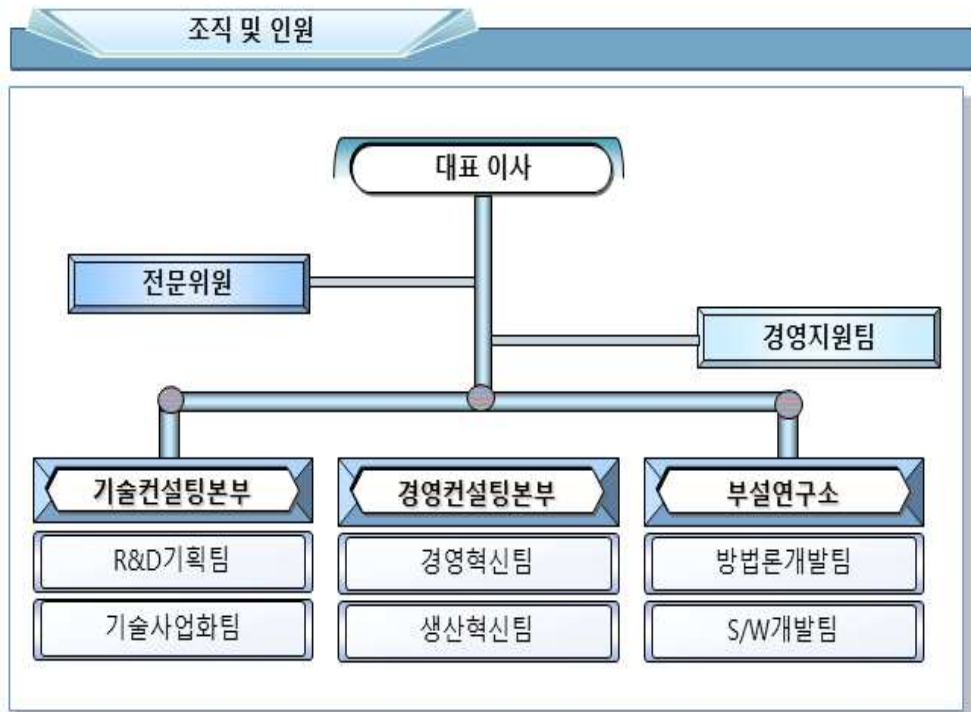 조직 및 인원
대표 이사
전문위원
경영지원팀
기술컨설팅본부
경영컨설팅본부
부설연구소
R&D기획팀
경영혁신팀
방법론개발팀
기술사업화팀
생산혁신팀
S/W개발팀